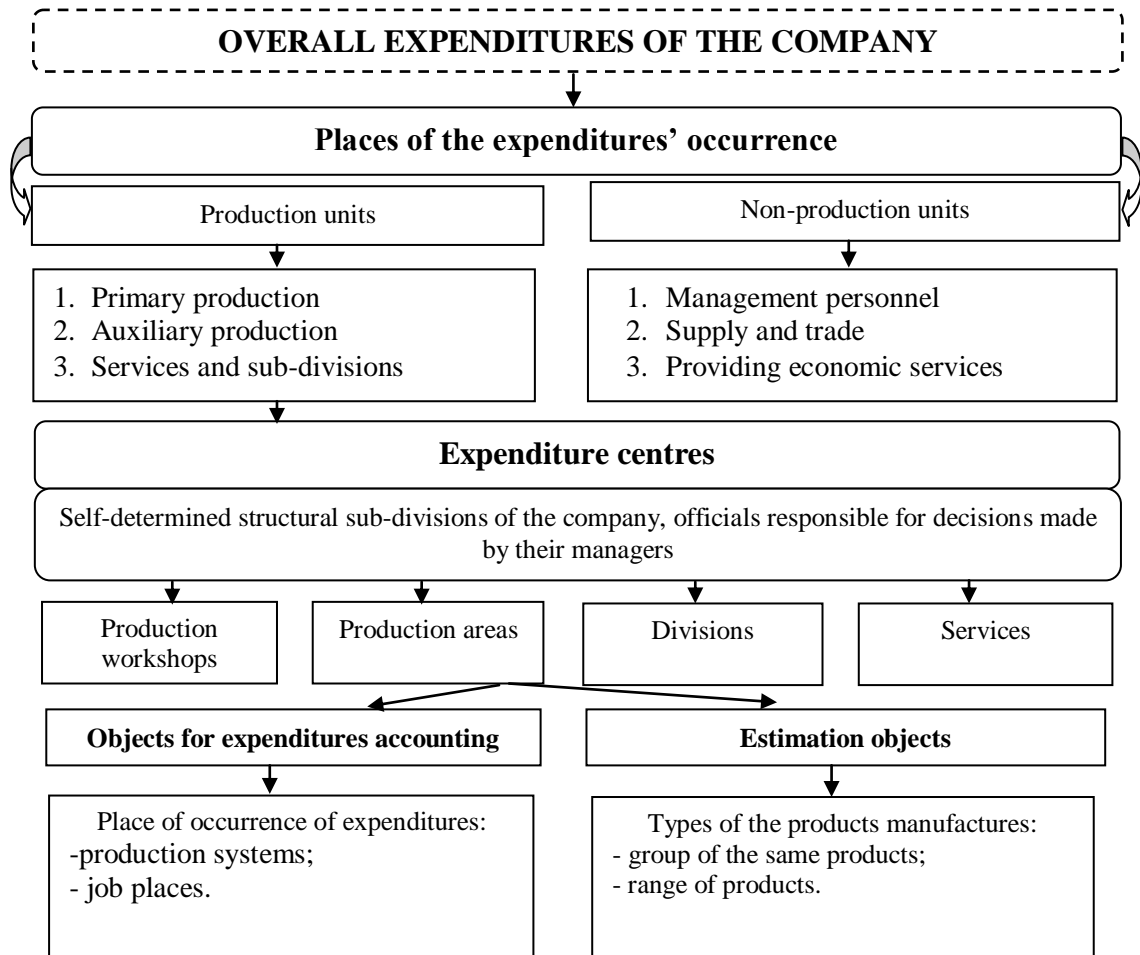 OVERALL EXPENDITURES OF THE COMPANY
Places of the expenditures’ occurrence
Production units
Non-production units
1. Primary production
2. Auxiliary production
3. Services and sub-divisions
1. Management personnel
2. Supply and trade
3. Providing economic services
Expenditure centres
Self-determined structural sub-divisions of the company, officials responsible for decisions made
by their managers
Production
workshops
Production areas
Divisions
Services
Objects for expenditures accounting
Estimation objects
Place of occurrence of expenditures:
-production systems;
- job places.
Types of the products manufactures:
- group of the same products;
- range of products.